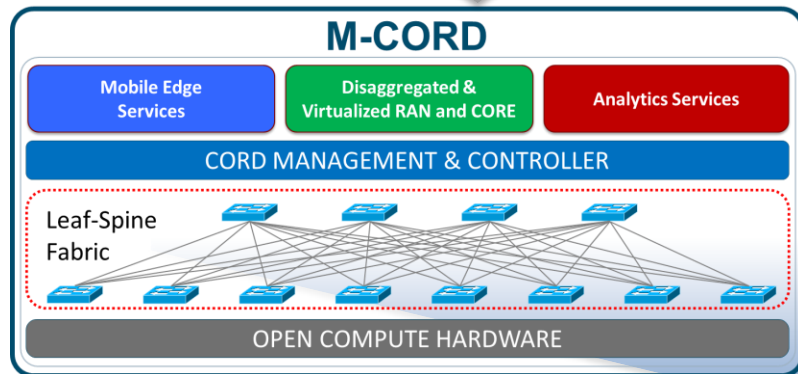 M-CORD
Mobile Edge
Services
Disaggregated &
Virtualized RAN and CORE
Analytics Services
CORD MANAGEMENT & CONTROLLER
Leaf-Spine
Fabric
OPEN COMPUTE HARDWARE